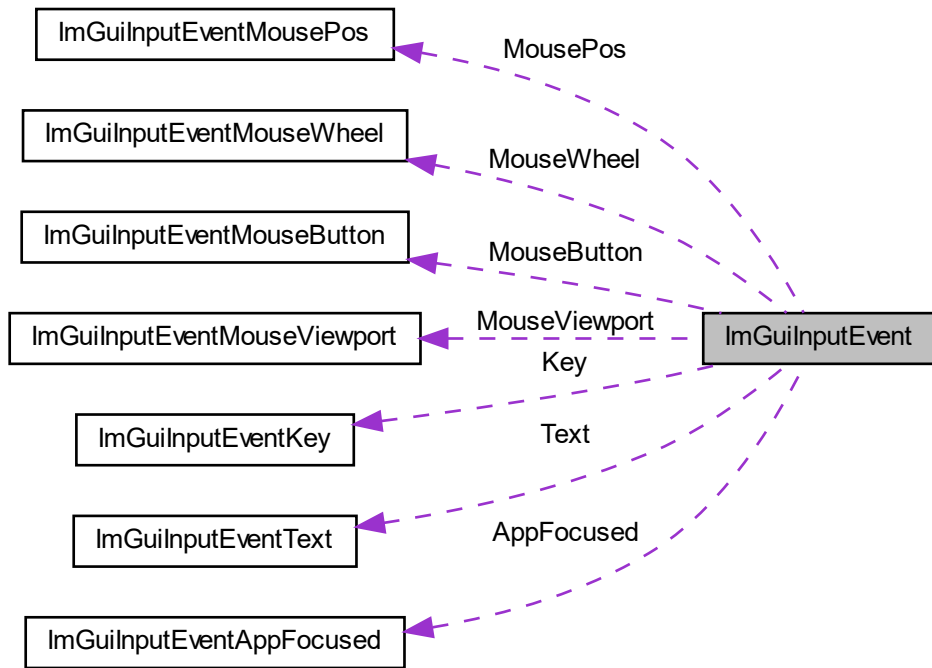 ImGuiInputEventMousePos
MousePos
ImGuiInputEventMouseWheel
MouseWheel
ImGuiInputEventMouseButton
MouseButton
ImGuiInputEventMouseViewport
MouseViewport
ImGuiInputEvent
Key
ImGuiInputEventKey
Text
ImGuiInputEventText
AppFocused
ImGuiInputEventAppFocused